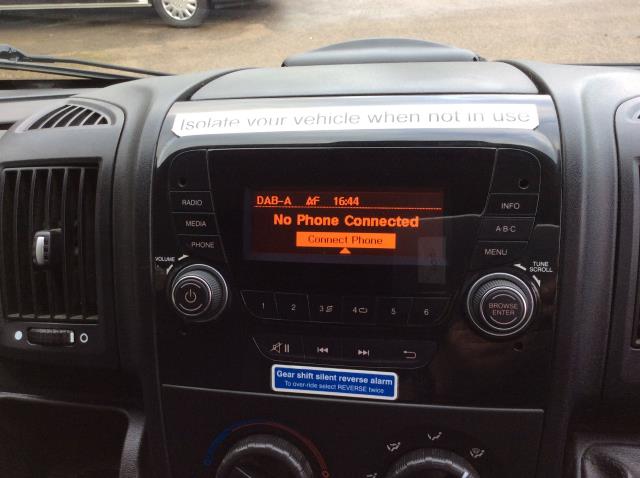 Isolate your vehicle when not in use
DAB-A AF 16:44
No Phone Connected
Connect Phone
RADIO
MEDIA
PHONE
INFO
A-B-C
MENU
VOLUME
TUNE
SCROLL
BROWSE
ENTER
1 2 3 4 5 6
Gear shift silent reverse alarm
To over-ride select REVERSE twice